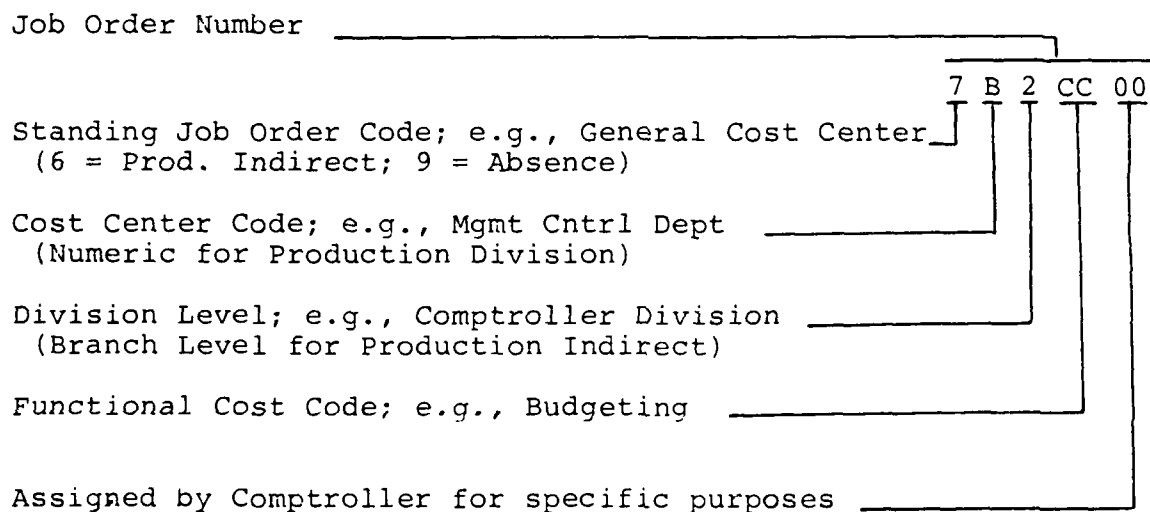 Job Order Number
7 B 2 CC 00
Standing Job Order Code; e.g., General Cost Center
(6 = Prod. Indirect; 9 = Absence)
Cost Center Code; e.g., Mgmt Cntrl Dept
(Numeric for Production Division)
Division Level; e.g., Comptroller Division
(Branch Level for Production Indirect)
Functional Cost Code; e.g., Budgeting
Assigned by Comptroller for specific purposes